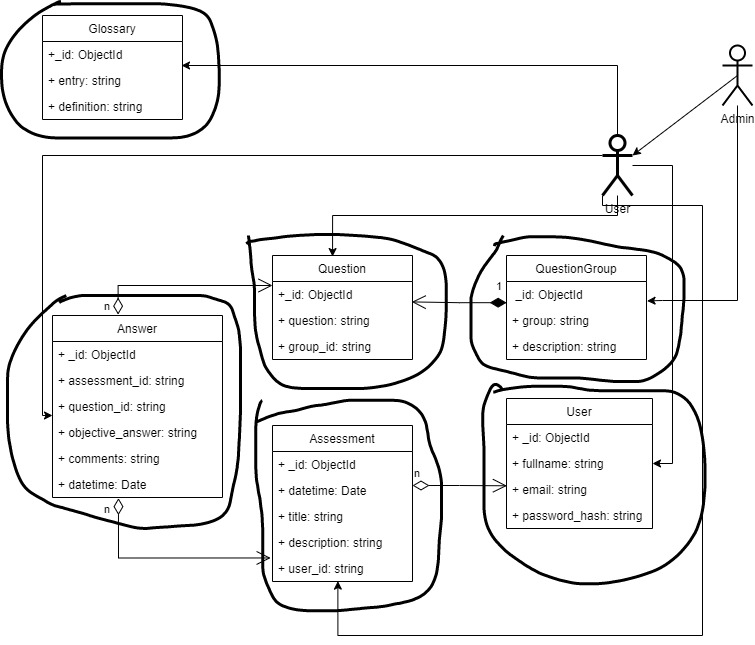 Glossary
+_id: ObjectId
+ entry: string
+ definition: string
Admin
User
Question
+_id: ObjectId
+ question: string
+ group_id: string
1
QuestionGroup
_id: ObjectId
+ group: string
+ description: string
n
Answer
+ _id: ObjectId
+ assessment_id: string
+ question_id: string
+ objective_answer: string
+ comments: string
+ datetime: Date
n
Assessment
+ _id: ObjectId
+ datetime: Date
+ title: string
+ description: string
+ user_id: string
n
User
+ _id: ObjectId
+ fullname: string
+ email: string
+ password_hash: string